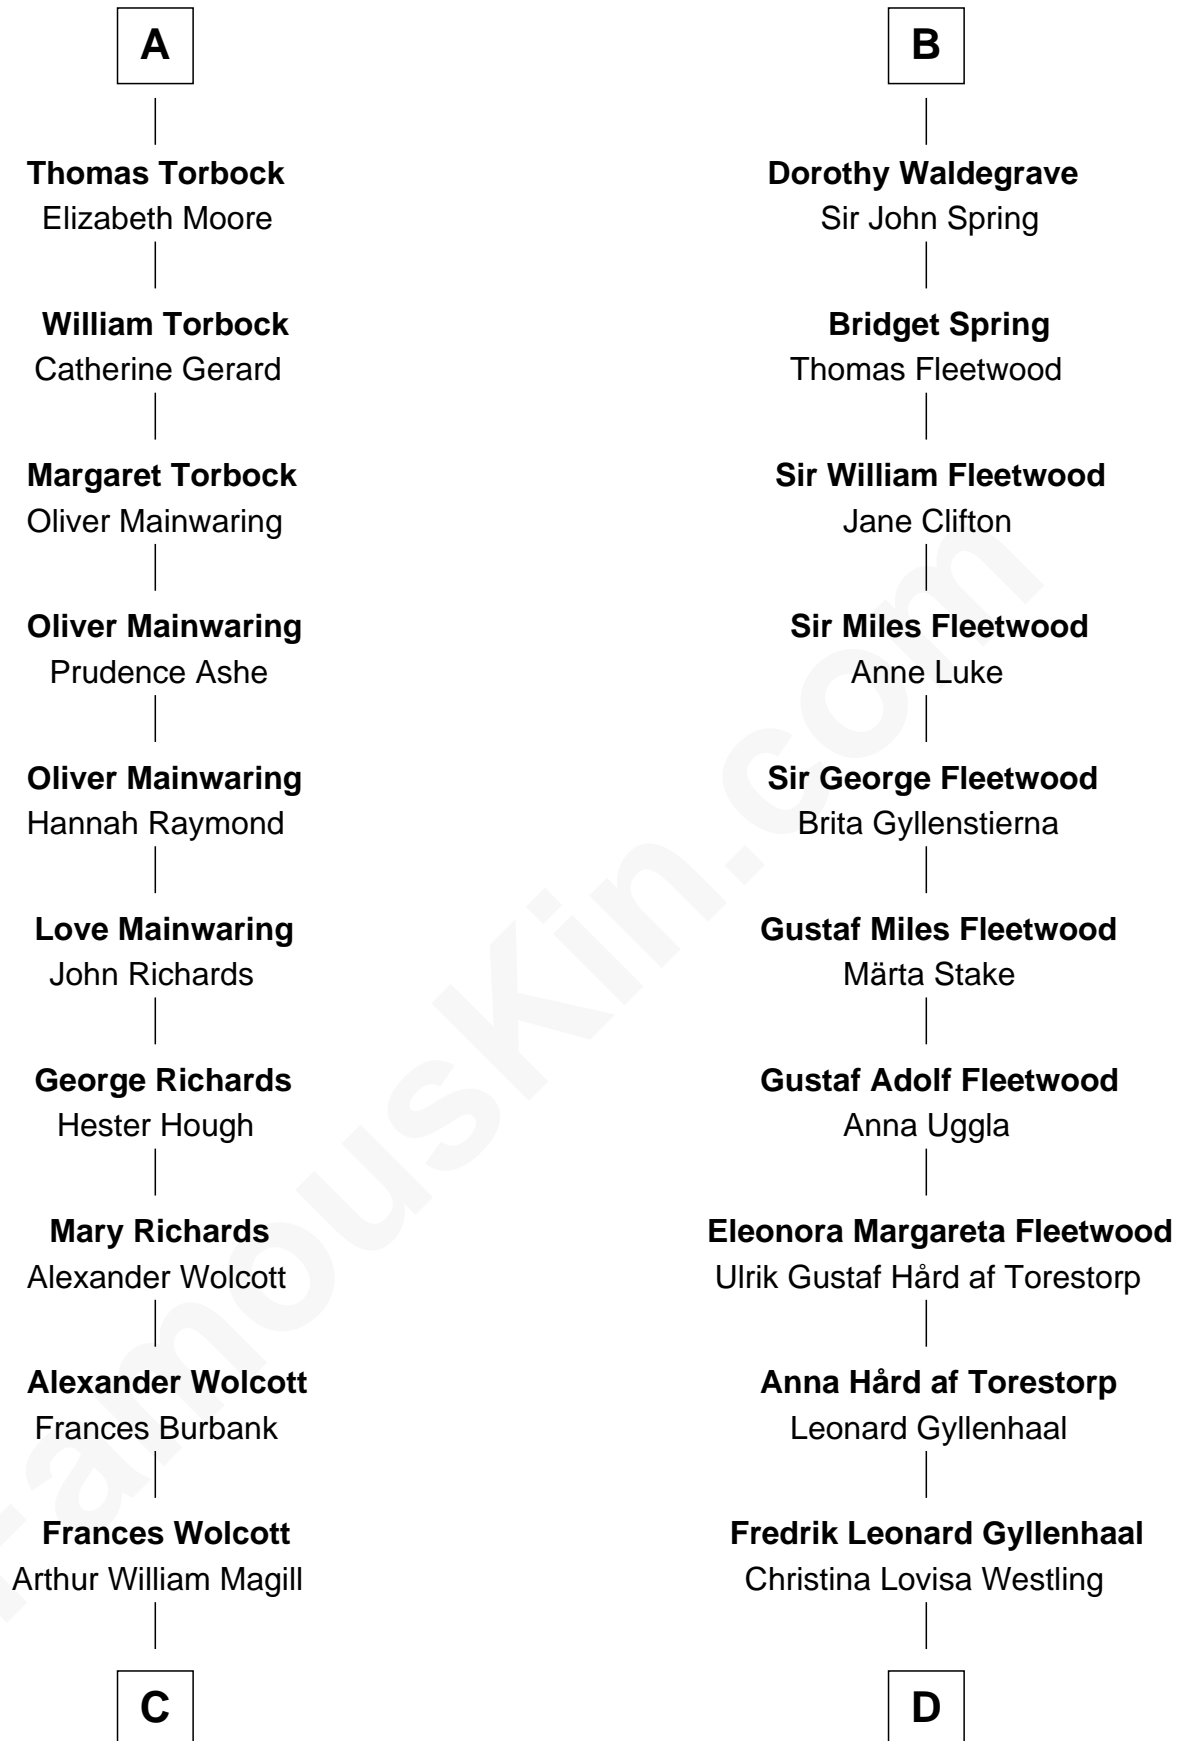 A
Thomas Torbock
Elizabeth Moore
William Torbock
Catherine Gerard
Margaret Torbock
Oliver Mainwaring
Oliver Mainwaring
Prudence Ashe
Oliver Mainwaring
Hannah Raymond
Love Mainwaring
John Richards
George Richards
Hester Hough
Mary Richards
Alexander Wolcott
Alexander Wolcott
Frances Burbank
Frances Wolcott
Arthur William Magill
C
B
Dorothy Waldegrave
Sir John Spring
Bridget Spring
Thomas Fleetwood
Sir William Fleetwood
Jane Clifton
Sir Miles Fleetwood
Anne Luke
Sir George Fleetwood
Brita Gyllenstierna
Gustaf Miles Fleetwood
Märta Stake
Gustaf Adolf Fleetwood
Anna Uggla
Eleonora Margareta Fleetwood
Ulrik Gustaf Hård af Torestorp
Anna Hård af Torestorp
Leonard Gyllenhaal
Fredrik Leonard Gyllenhaal
Christina Lovisa Westling
D
FamousKin.com